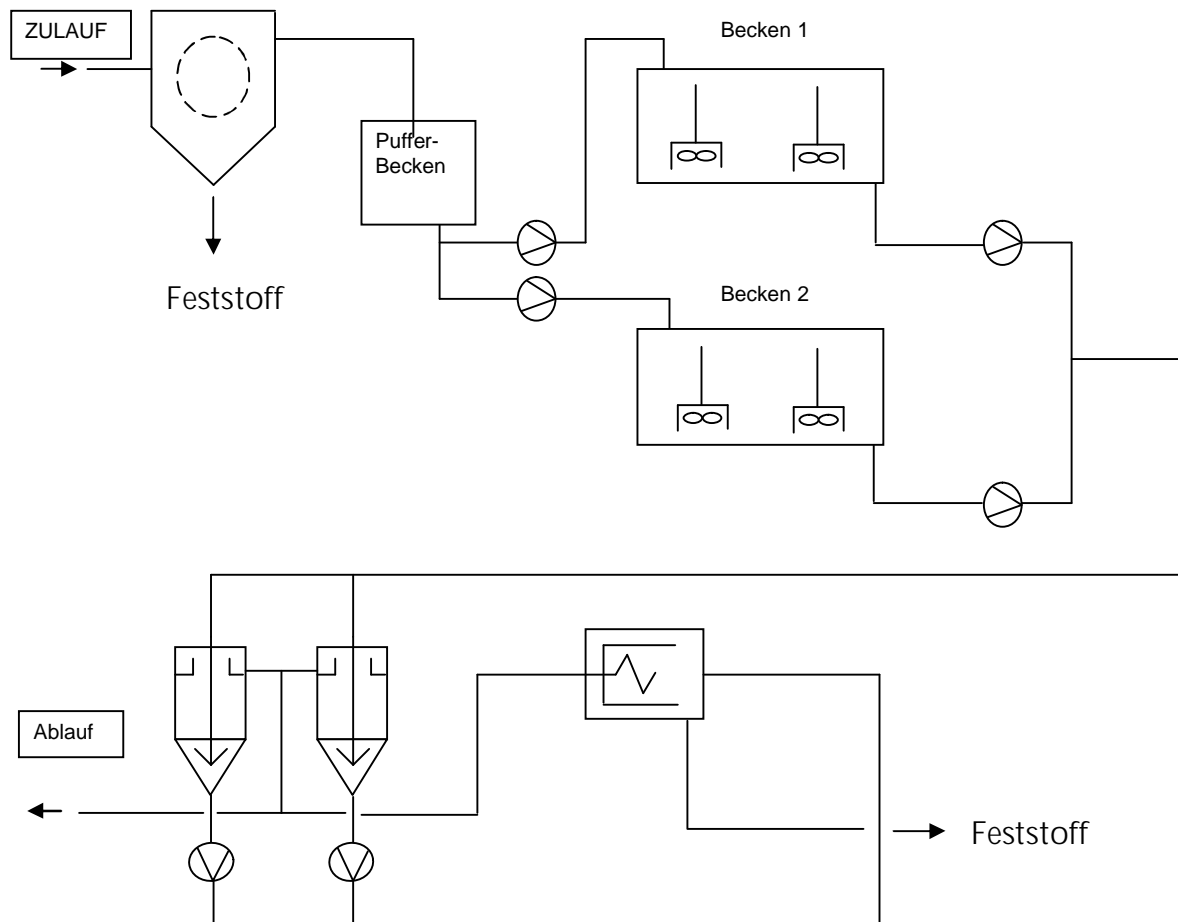 ZULAUF
Becken 1
Puffer-
Becken
Feststoff
Becken 2
Ablauf
Feststoff